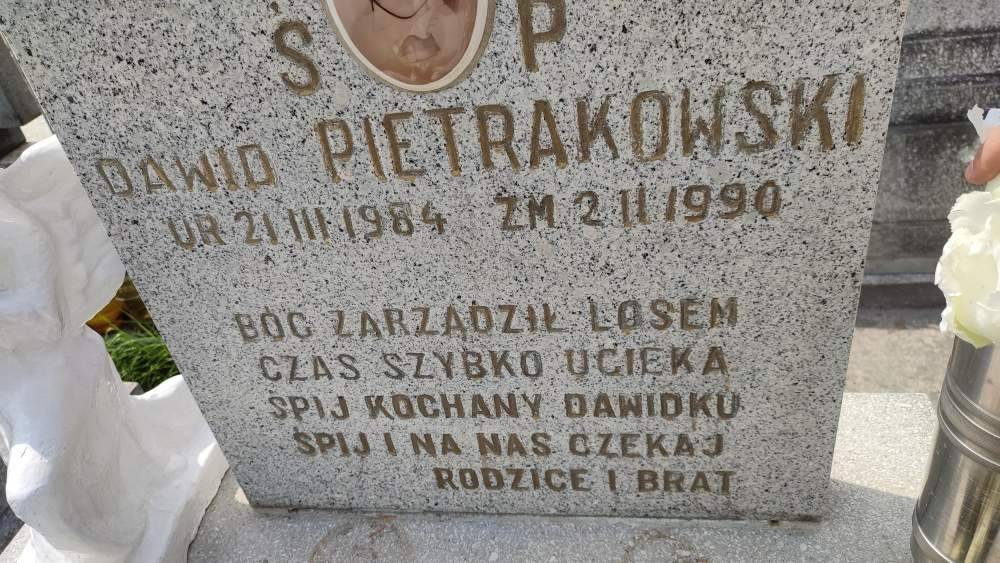 Ś P
DAWID PIETRAKOWSKI
UR 21 III 1984 ZM 2 II 1990
BÓG ZARZĄDZIŁ LOSEM
CZAS SZYBKO UCIEKA
ŚPIJ KOCHANY DAWIDKU
ŚPIJ I NA NAS CZEKAJ
RODZICE I BRAT